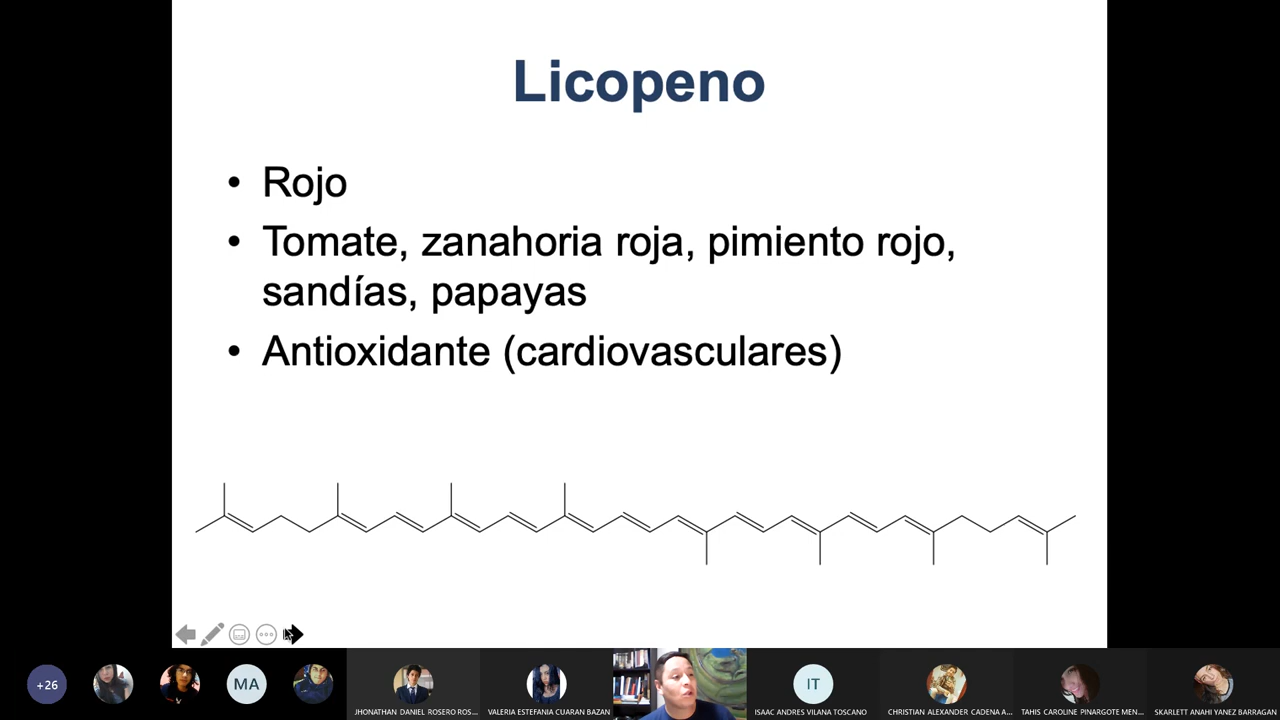 Licopeno
• Rojo
• Tomate, zanahoria roja, pimiento rojo,
sandías, papayas
• Antioxidante (cardiovasculares)
+26
MA
IT
JHONATHAN DANIEL ROSERO ROS...
VALERIA ESTEFANIA CUARAN BAZAN
ISAAC ANDRES VILANA TOSCANO
CHRISTIAN ALEXANDER CADENA A...
TAHIS CAROLINE PINARGOTE MEN...
SKARLETT ANAHI YANEZ BARRAGAN